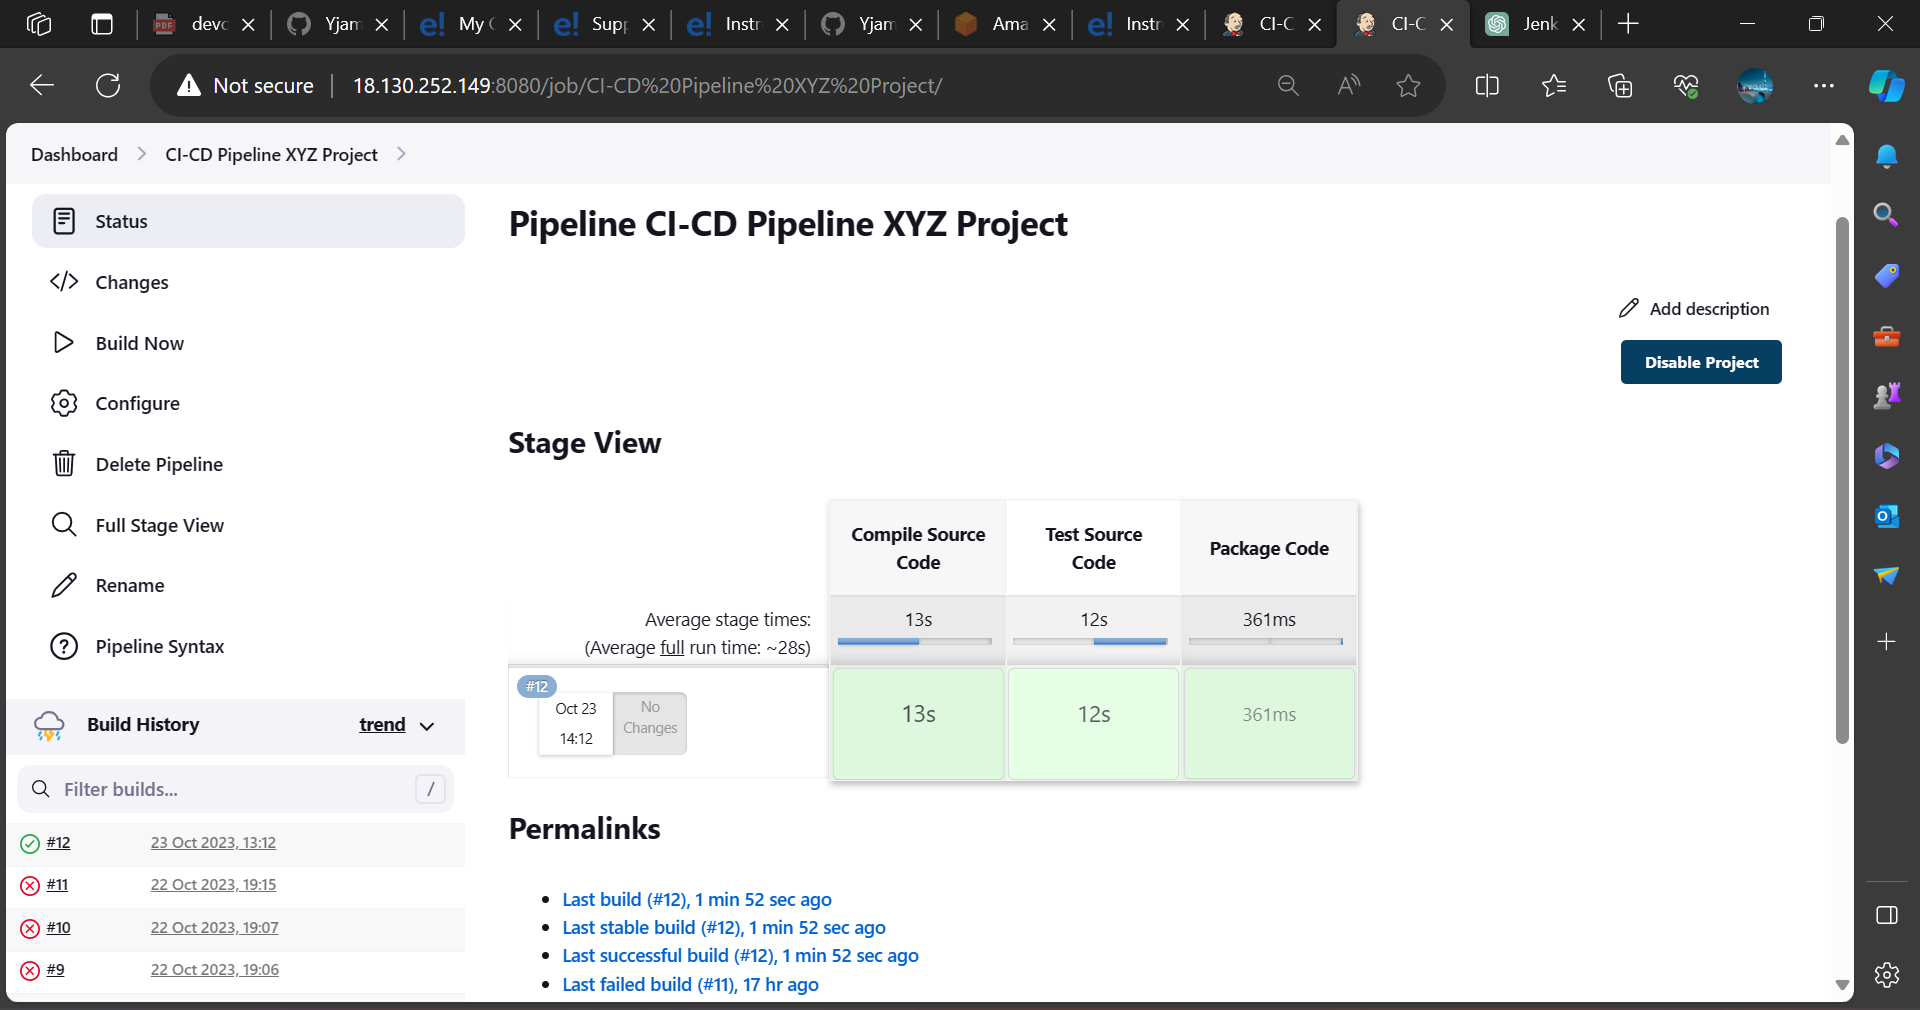 devc
Yjam
My C
Supp
Instr
Yjam
Ama
Instr
CI-C
CI-C
Jenk
Not secure
18.130.252.149:8080/job/CI-CD%20Pipeline%20XYZ%20Project/
Dashboard
CI-CD Pipeline XYZ Project
Status
Changes
Build Now
Configure
Delete Pipeline
Full Stage View
Rename
Pipeline Syntax
Build History
trend
Filter builds...
/
#12 23 Oct 2023, 13:12
#11 22 Oct 2023, 19:15
#10 22 Oct 2023, 19:07
#9 22 Oct 2023, 19:06
Pipeline CI-CD Pipeline XYZ Project
Add description
Disable Project
Stage View
Compile Source
Code
Test Source
Code
Package Code
Average stage times:
(Average full run time: ~28s)
13s
12s
361ms
#12
Oct 23
14:12
No
Changes
13s
12s
361ms
Permalinks
Last build (#12), 1 min 52 sec ago
Last stable build (#12), 1 min 52 sec ago
Last successful build (#12), 1 min 52 sec ago
Last failed build (#11), 17 hr ago